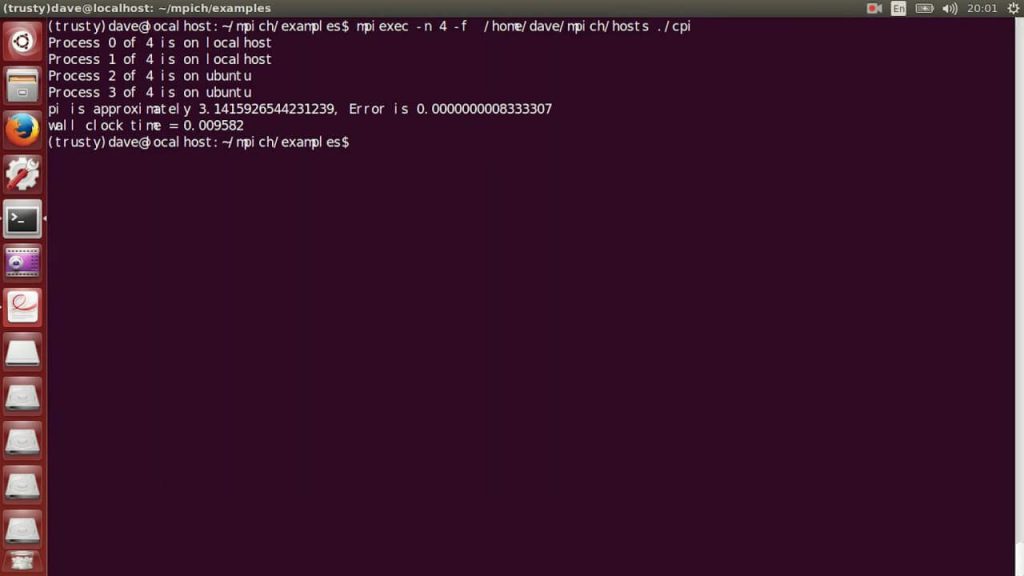 (trusty)dave@localhost: ~/mpich/examples
En
20:01
(trusty)dave@localhost:~/mpich/examples$ mpiexec -n 4 -f  /home/dave/mpich/hosts ./cpi
Process 0 of 4 is on localhost
Process 1 of 4 is on localhost
Process 2 of 4 is on ubuntu
Process 3 of 4 is on ubuntu
pi is approximately 3.1415926544231239, Error is 0.0000000008333307
wall clock time = 0.009582
(trusty)dave@localhost:~/mpich/examples$